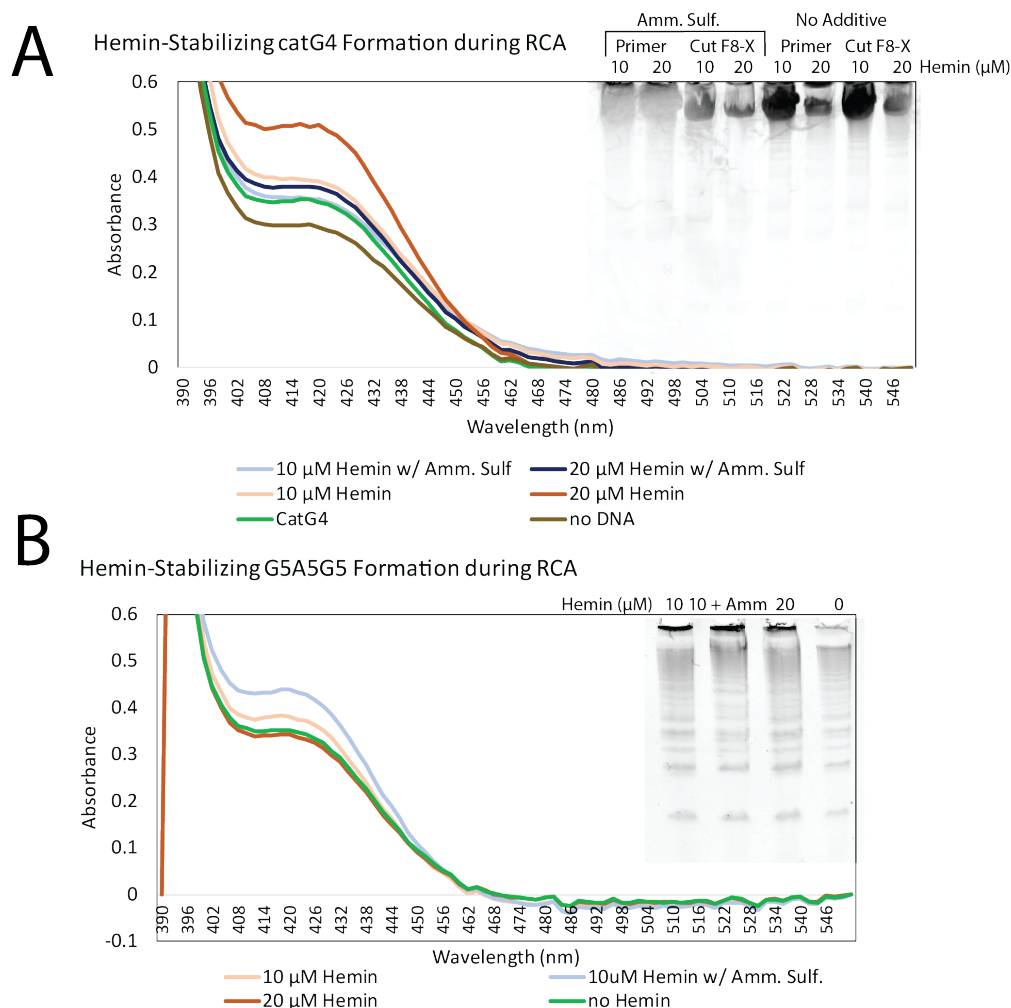 A
Hemin-Stabilizing catG4 Formation during RCA
Amm. Sulf. No Additive
Primer Cut F8-X Primer Cut F8-X
10 20 10 20 10 20 10 20 Hemin (µM)
0.6
0.5
0.4
0.3
0.2
0.1
0
Absorbance
390 396 402 408 414 420 426 432 438 444 450 456 462 468 474 480 486 492 498 504 510 516 522 528 534 540 546
Wavelength (nm)
10 µM Hemin w/ Amm. Sulf 20 µM Hemin w/ Amm. Sulf
10 µM Hemin 20 µM Hemin
CatG4 no DNA
B
Hemin-Stabilizing G5A5G5 Formation during RCA
Hemin (µM) 10 10 + Amm 20 0
0.6
0.5
0.4
0.3
0.2
0.1
0
-0.1
Absorbance
390 396 402 408 414 420 426 432 438 444 450 456 462 468 474 480 486 492 498 504 510 516 522 528 534 540 546
Wavelength (nm)
10 µM Hemin 10uM Hemin w/ Amm. Sulf.
20 µM Hemin no Hemin